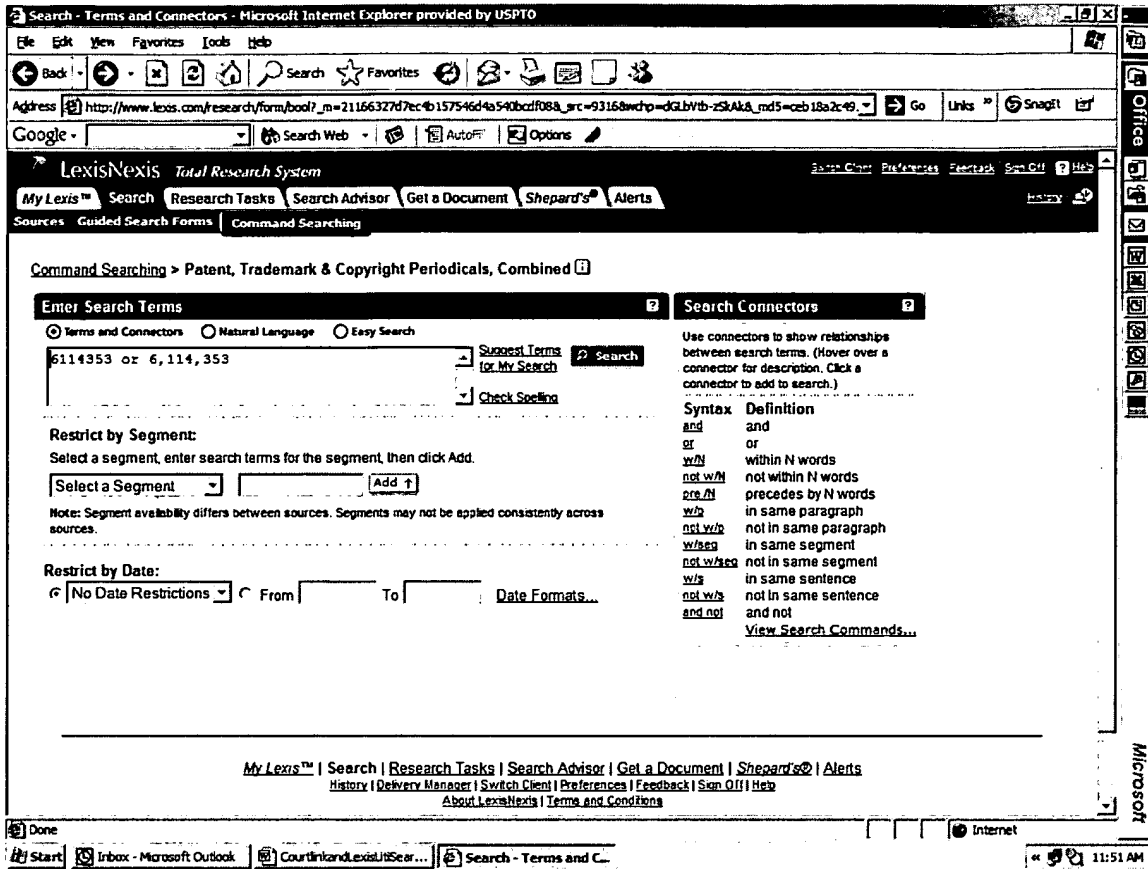 Search - Terms and Connectors - Microsoft Internet Explorer provided by USPTO
File Edit View Favorites Tools Help
Back Search Favorites
Address http://www.lexis.com/research/form/bool?_m=21166327d7ec4b157546d4a540bcdf08&_src=9316&wchp=dGLbVtb-zSkAk&_md5=ceb18a2c49. Go Links » SnagIt
Google - Search Web - AutoFill Options
LexisNexis Total Research System
Switch Client Preferences Feedback Sign Off ? Help
My Lexis™ Search Research Tasks Search Advisor Get a Document Shepard's® Alerts
History
Sources Guided Search Forms Command Searching
Command Searching > Patent, Trademark & Copyright Periodicals, Combined i
Enter Search Terms ?
Terms and Connectors Natural Language Easy Search
6114353 or 6,114,353
Suggest Terms
for My Search
Search
Check Spelling
Restrict by Segment:
Select a segment, enter search terms for the segment, then click Add.
Select a Segment Add ↑
Note: Segment availability differs between sources. Segments may not be applied consistently across
sources.
Restrict by Date:
No Date Restrictions From To Date Formats...
Search Connectors ?
Use connectors to show relationships
between search terms. (Hover over a
connector for description. Click a
connector to add to search.)
Syntax Definition
and and
or or
w/N within N words
not w/N not within N words
pre/N precedes by N words
w/p in same paragraph
not w/p not in same paragraph
w/seg in same segment
not w/seg not in same segment
w/s in same sentence
not w/s not in same sentence
and not and not
View Search Commands...
My Lexis™ | Search | Research Tasks | Search Advisor | Get a Document | Shepard's® | Alerts
History | Delivery Manager | Switch Client | Preferences | Feedback | Sign Off | Help
About LexisNexis | Terms and Conditions
Done Internet
Start Inbox - Microsoft Outlook CourtlinkandLexisLitiSear... Search - Terms and C... « 11:51 AM
Office
Microsoft